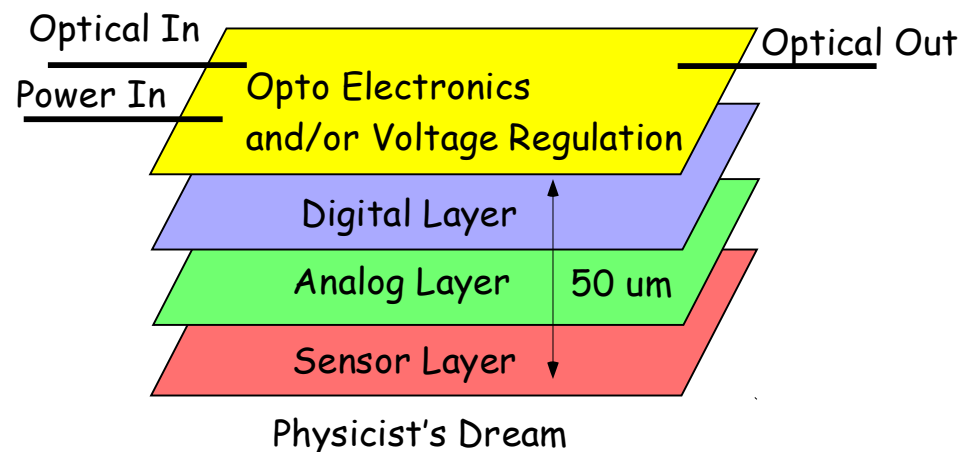 Optical In
Optical Out
Power In
Opto Electronics
and/or Voltage Regulation
Digital Layer
Analog Layer
50 um
Sensor Layer
Physicist's Dream